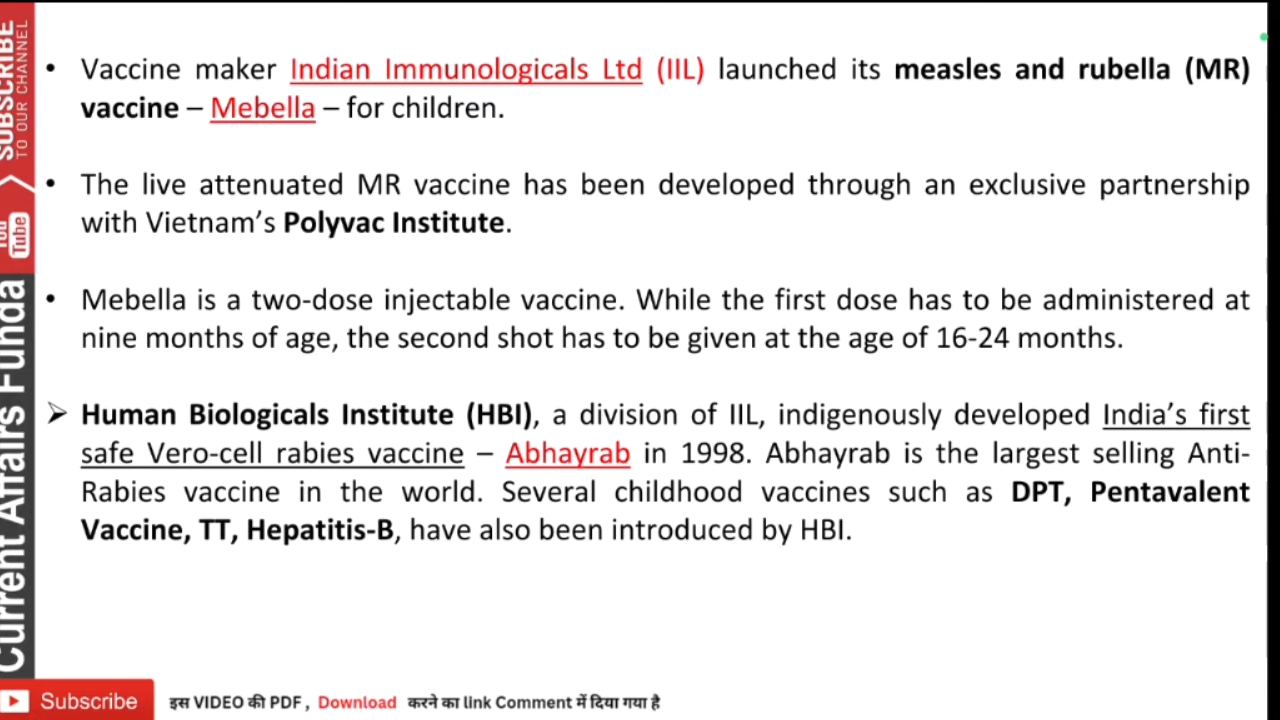 • Vaccine maker Indian Immunologicals Ltd (IIL) launched its measles and rubella (MR)
vaccine – Mebella – for children.
• The live attenuated MR vaccine has been developed through an exclusive partnership
with Vietnam’s Polyvac Institute.
• Mebella is a two-dose injectable vaccine. While the first dose has to be administered at
nine months of age, the second shot has to be given at the age of 16-24 months.
➢ Human Biologicals Institute (HBI), a division of IIL, indigenously developed India’s first
safe Vero-cell rabies vaccine – Abhayrab in 1998. Abhayrab is the largest selling Anti-
Rabies vaccine in the world. Several childhood vaccines such as DPT, Pentavalent
Vaccine, TT, Hepatitis-B, have also been introduced by HBI.
SUBSCRIBE
TO OUR CHANNEL
You
Tube
Current Affairs Funda
Subscribe
इस VIDEO की PDF , Download करने का link Comment में दिया गया है